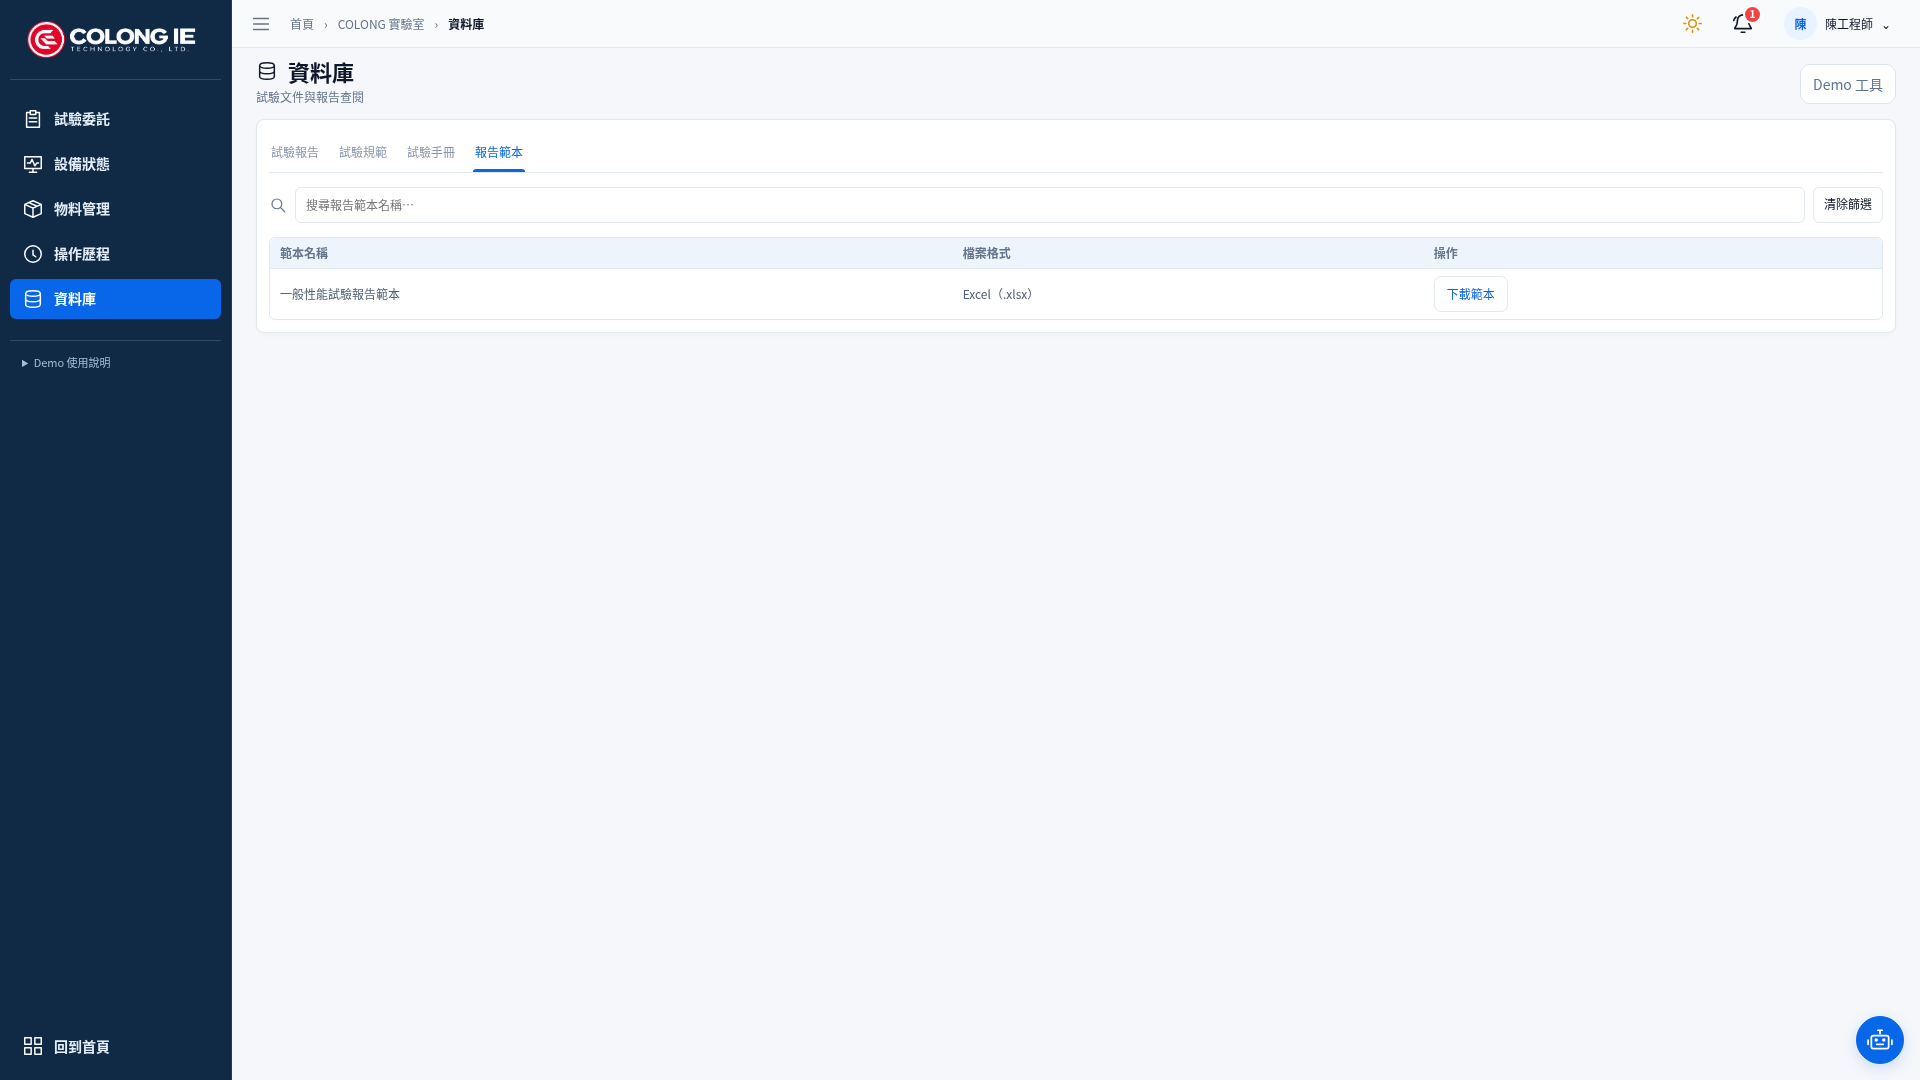 COLONG IE
TECHNOLOGY CO., LTD.
試驗委託
設備狀態
物料管理
操作歷程
資料庫
▶ Demo 使用說明
回到首頁
首頁 › COLONG 實驗室 › 資料庫
1
陳 陳工程師
資料庫
試驗文件與報告查閱
Demo 工具
試驗報告 試驗規範 試驗手冊 報告範本
搜尋報告範本名稱⋯ 清除篩選
範本名稱 檔案格式 操作
一般性能試驗報告範本 Excel（.xlsx） 下載範本